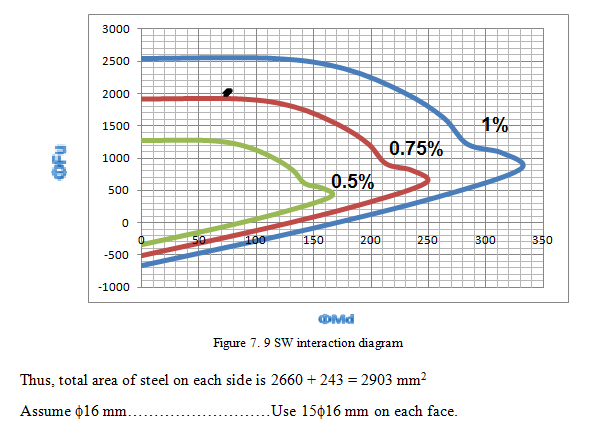 3000
2500
2000
1500
1000
500
0
-500
-1000
0 50 100 150 200 250 300 350
ΦFu
ΦMd
1%
0.75%
0.5%
Figure 7. 9 SW interaction diagram
Thus, total area of steel on each side is 2660 + 243 = 2903 mm²
Assume ϕ16 mm………………………Use 15ϕ16 mm on each face.